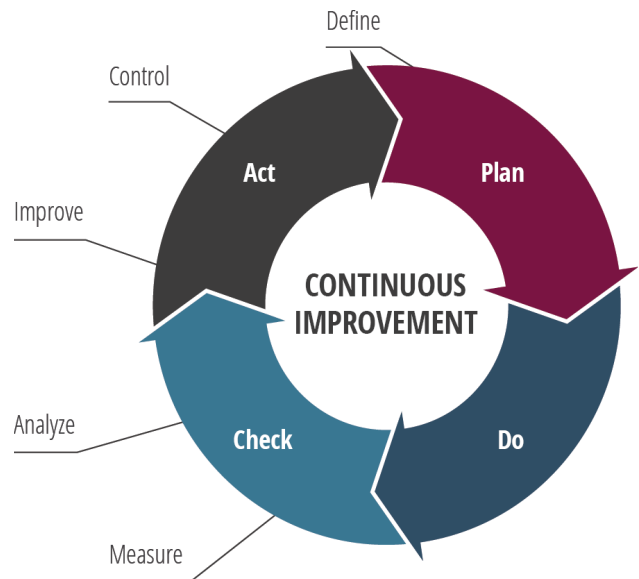 Define
Control
Act
Plan
Improve
CONTINUOUS
IMPROVEMENT
Analyze
Check
Do
Measure